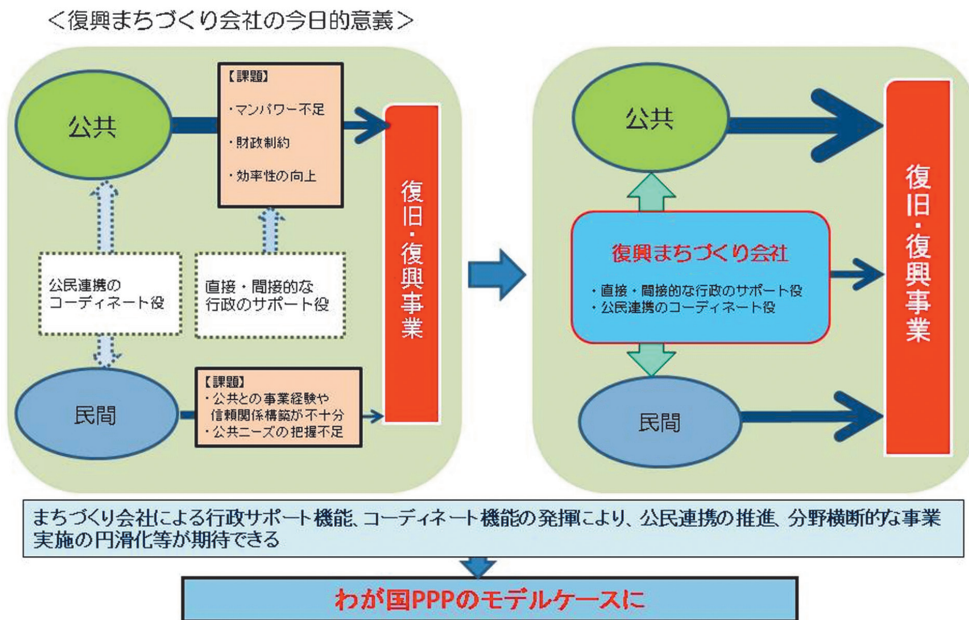 ＜復興まちづくり会社の今日的意義＞
公共
【課題】
・マンパワー不足
・財政制約
・効率性の向上
公民連携の
コーディネート役
直接・間接的な
行政のサポート役
民間
【課題】
・公共との事業経験や
信頼関係構築が不十分
・公共ニーズの把握不足
復旧・復興事業
公共
復興まちづくり会社
・直接・間接的な行政のサポート役
・公民連携のコーディネート役
民間
復旧・復興事業
まちづくり会社による行政サポート機能、コーディネート機能の発揮により、公民連携の推進、分野横断的な事業
実施の円滑化等が期待できる
わが国PPPのモデルケースに